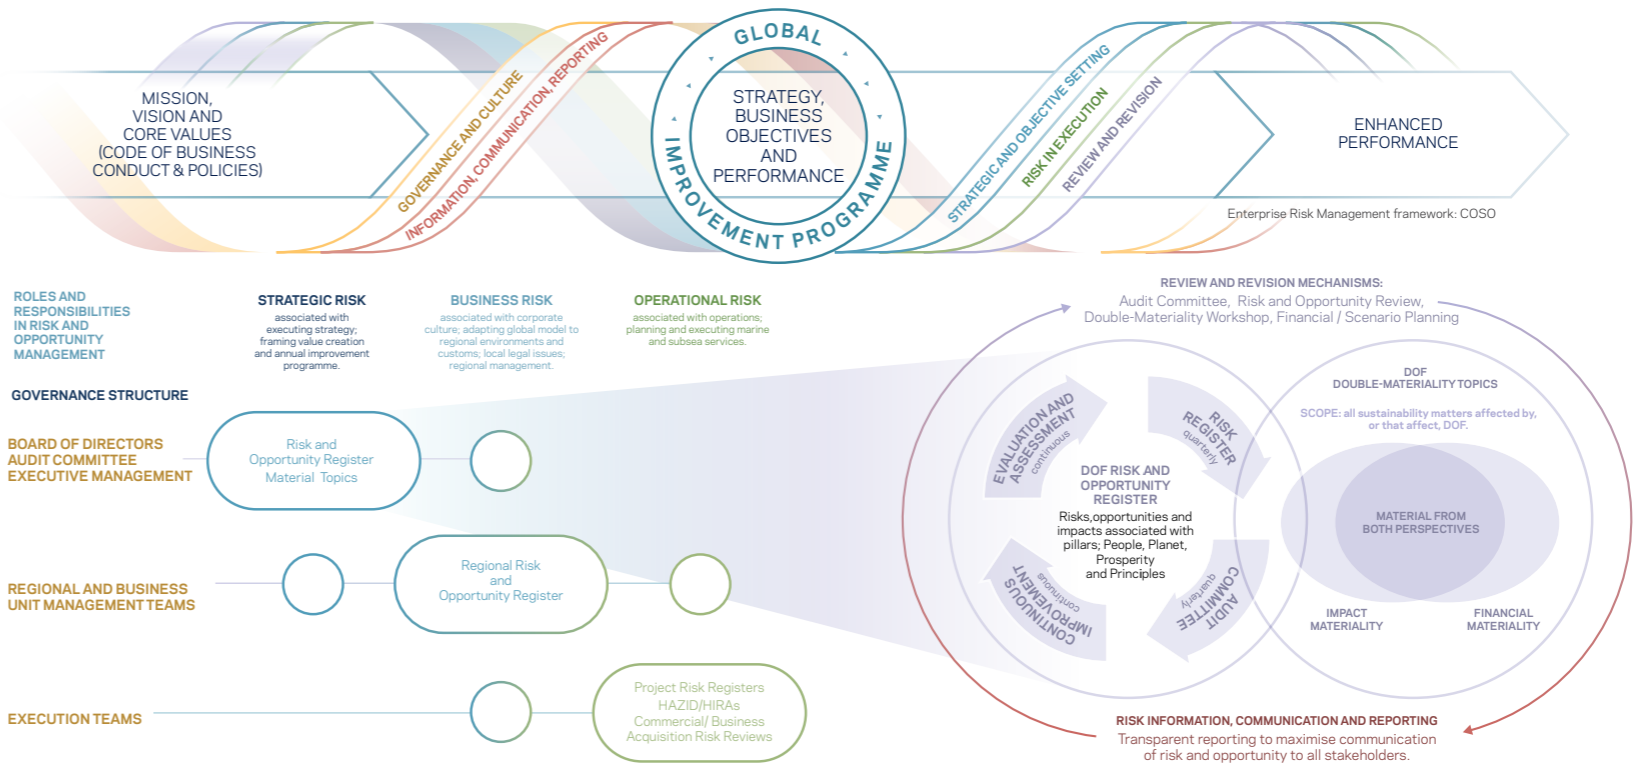 MISSION,
VISION AND
CORE VALUES
(CODE OF BUSINESS
CONDUCT & POLICIES)
GOVERNANCE AND CULTURE
INFORMATION, COMMUNICATION, REPORTING
GLOBAL
IMPROVEMENT PROGRAMME
STRATEGY,
BUSINESS
OBJECTIVES
AND
PERFORMANCE
STRATEGIC AND OBJECTIVE SETTING
RISK IN EXECUTION
REVIEW AND REVISION
ENHANCED
PERFORMANCE
Enterprise Risk Management framework: COSO
ROLES AND
RESPONSIBILITIES
IN RISK AND
OPPORTUNITY
MANAGEMENT
STRATEGIC RISK
associated with
executing strategy;
framing value creation
and annual improvement
programme.
BUSINESS RISK
associated with corporate
culture; adapting global model to
regional environments and
customs; local legal issues;
regional management.
OPERATIONAL RISK
associated with operations;
planning and executing marine
and subsea services.
GOVERNANCE STRUCTURE
BOARD OF DIRECTORS
AUDIT COMMITTEE
EXECUTIVE MANAGEMENT
Risk and
Opportunity Register
Material Topics
REGIONAL AND BUSINESS
UNIT MANAGEMENT TEAMS
Regional Risk
and
Opportunity Register
EXECUTION TEAMS
Project Risk Registers
HAZID/HIRAs
Commercial/ Business
Acquisition Risk Reviews
REVIEW AND REVISION MECHANISMS:
Audit Committee, Risk and Opportunity Review,
Double-Materiality Workshop, Financial / Scenario Planning
EVALUATION AND
ASSESSMENT
continuous
RISK
REGISTER
quarterly
DOF RISK AND
OPPORTUNITY
REGISTER
Risks,opportunities and
impacts associated with
pillars; People, Planet,
Prosperity
and Principles
CONTINUOUS
IMPROVEMENT
continuous
AUDIT
COMMITTEE
quarterly
DOF
DOUBLE-MATERIALITY TOPICS
SCOPE: all sustainability matters affected by,
or that affect, DOF.
MATERIAL FROM
BOTH PERSPECTIVES
IMPACT
MATERIALITY
FINANCIAL
MATERIALITY
RISK INFORMATION, COMMUNICATION AND REPORTING
Transparent reporting to maximise communication
of risk and opportunity to all stakeholders.